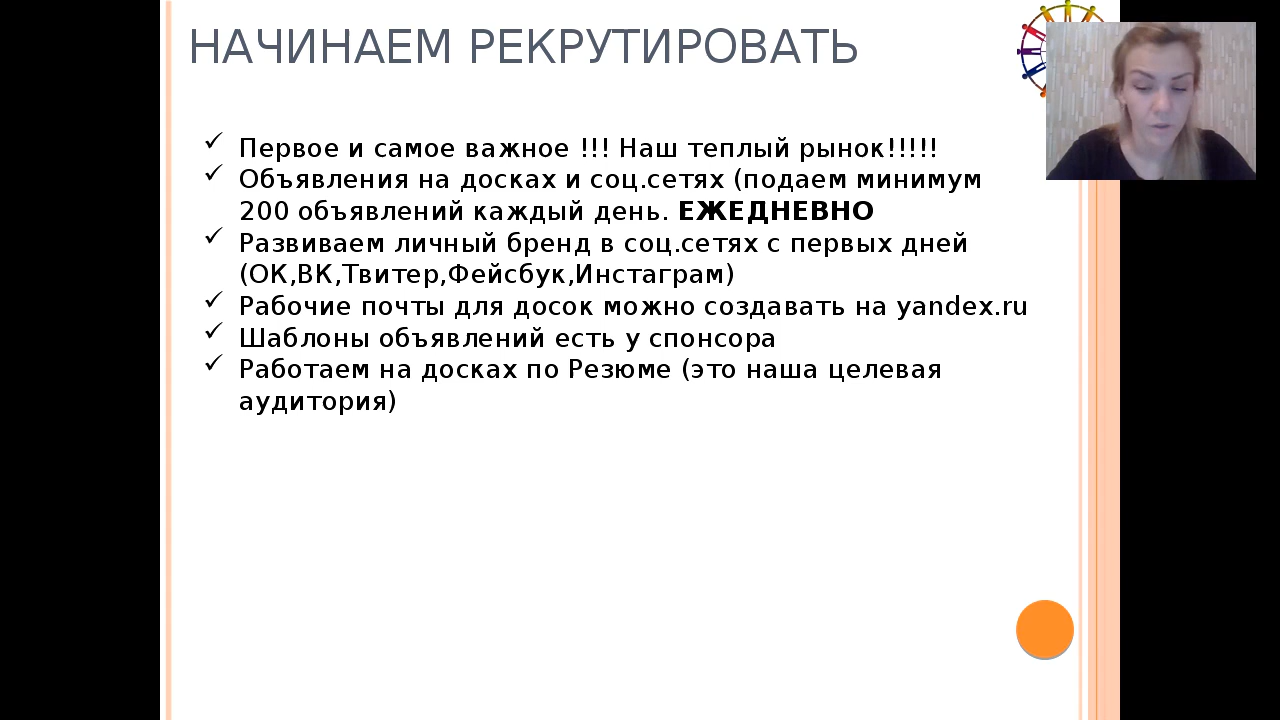 НАЧИНАЕМ РЕКРУТИРОВАТЬ
Первое и самое важное !!! Наш теплый рынок!!!!!
Объявления на досках и соц.сетях (подаем минимум
200 объявлений каждый день. ЕЖЕДНЕВНО
Развиваем личный бренд в соц.сетях с первых дней
(ОК,ВК,Твитер,Фейсбук,Инстаграм)
Рабочие почты для досок можно создавать на yandex.ru
Шаблоны объявлений есть у спонсора
Работаем на досках по Резюме (это наша целевая
аудитория)